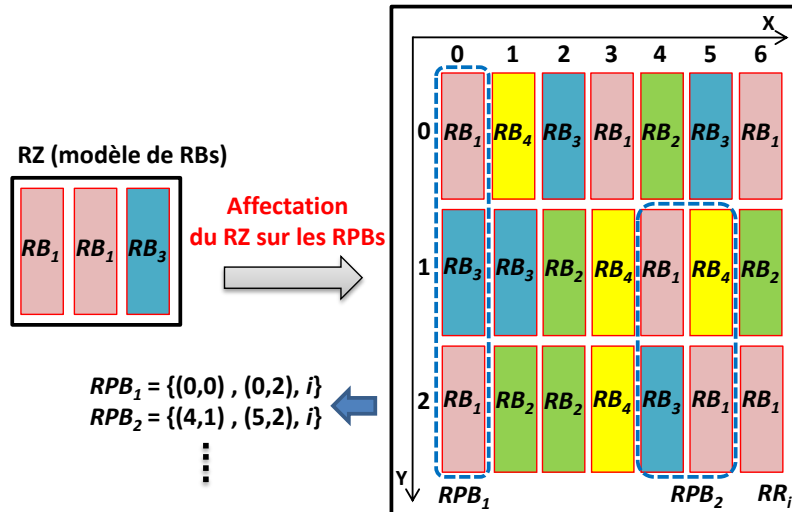 X
0 1 2 3 4 5 6
0 RB1 RB4 RB3 RB1 RB2 RB3 RB1
RZ (modèle de RBs)
RB1 RB1 RB3
Affectation
du RZ sur les RPBs
1 RB3 RB3 RB2 RB4 RB1 RB4 RB2
2 RB1 RB2 RB2 RB4 RB3 RB1 RB1
RPB1 = {(0,0) , (0,2), i}
RPB2 = {(4,1) , (5,2), i}
Y
RPB1 RPB2 RRi